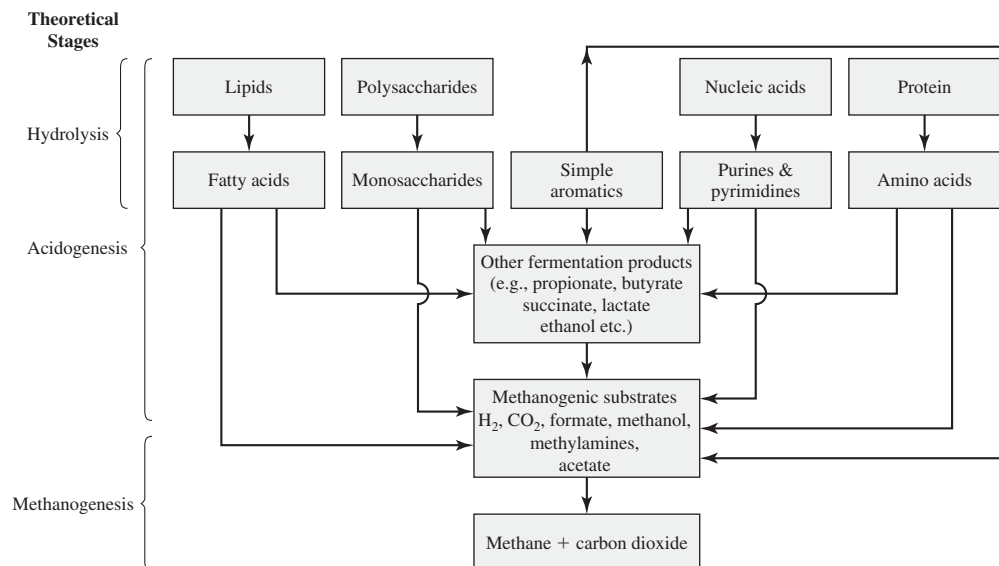 Theoretical
Stages
Lipids
Polysaccharides
Nucleic acids
Protein
Hydrolysis
Fatty acids
Monosaccharides
Simple
aromatics
Purines &
pyrimidines
Amino acids
Acidogenesis
Other fermentation products
(e.g., propionate, butyrate
succinate, lactate
ethanol etc.)
Methanogenic substrates
H₂, CO₂, formate, methanol,
methylamines,
acetate
Methanogenesis
Methane + carbon dioxide